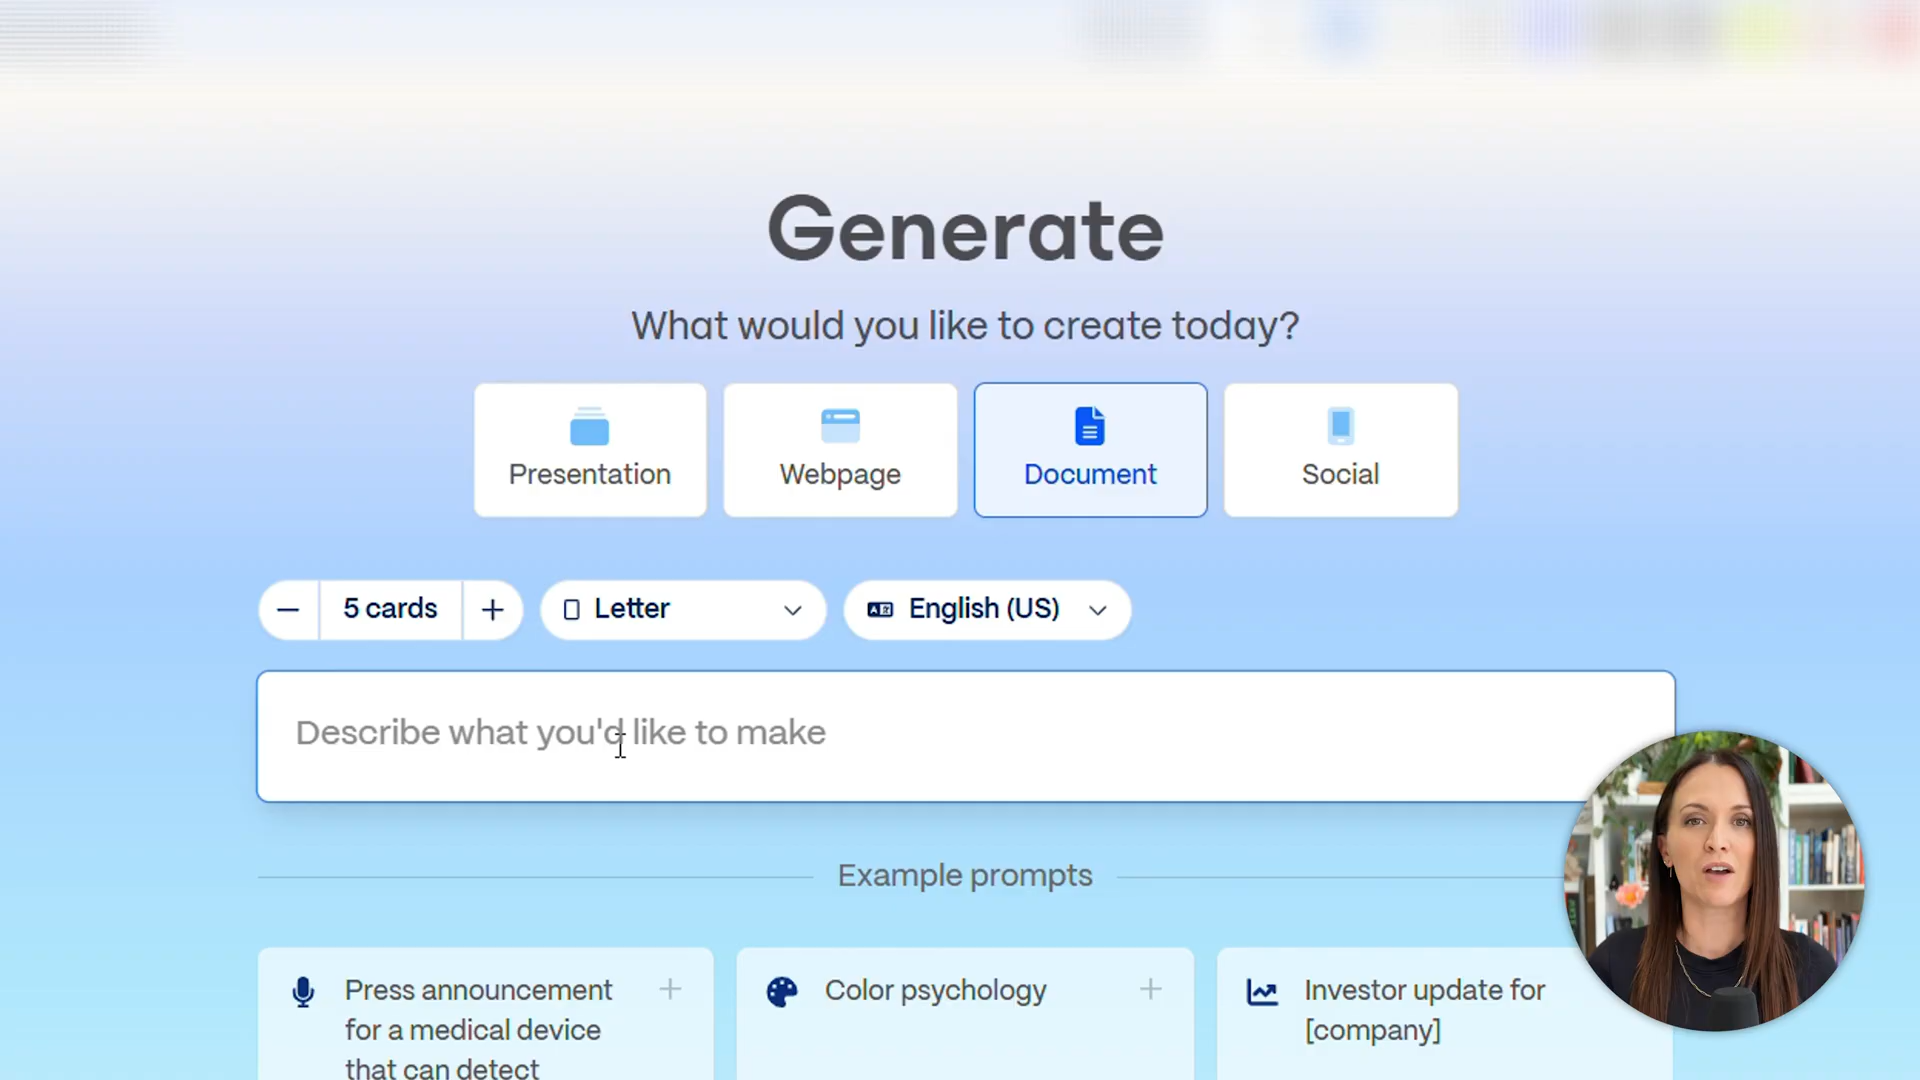 Generate
What would you like to create today?
Presentation
Webpage
Document
Social
5 cards
Letter
English (US)
Describe what you'd like to make
Example prompts
Press announcement
for a medical device
that can detect
Color psychology
Investor update for
[company]